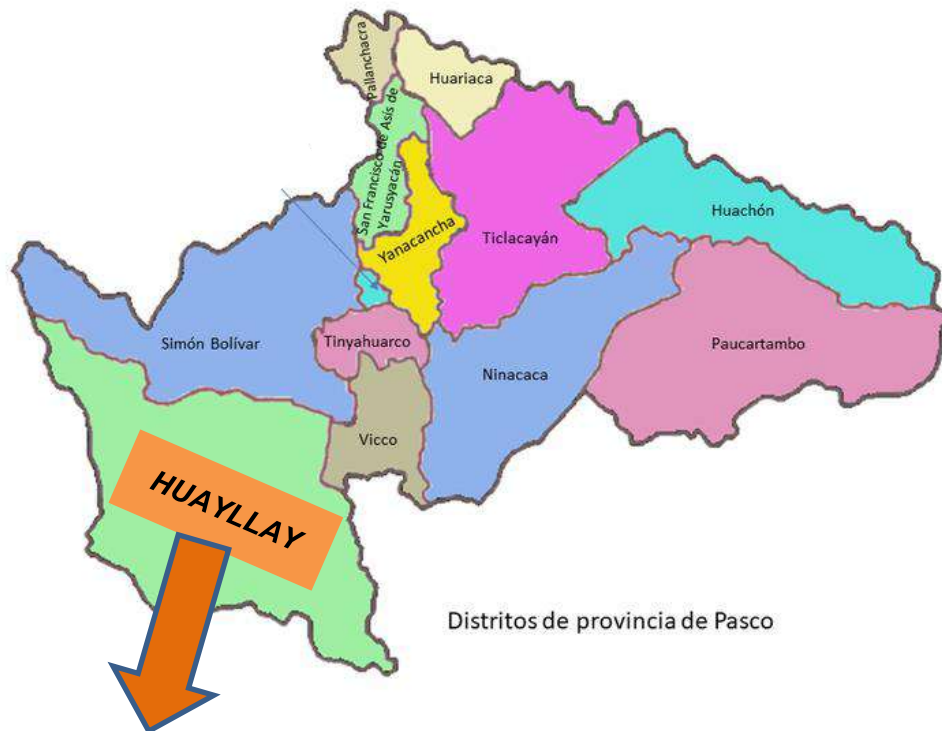 Pallanchacra
Huariaca
San Francisco de Asís de
Yarusyacán
Huachón
Yanacancha
Ticlacayán
Simón Bolívar
Tinyahuarco
Ninacaca
Paucartambo
Vicco
HUAYLLAY
Distritos de provincia de Pasco